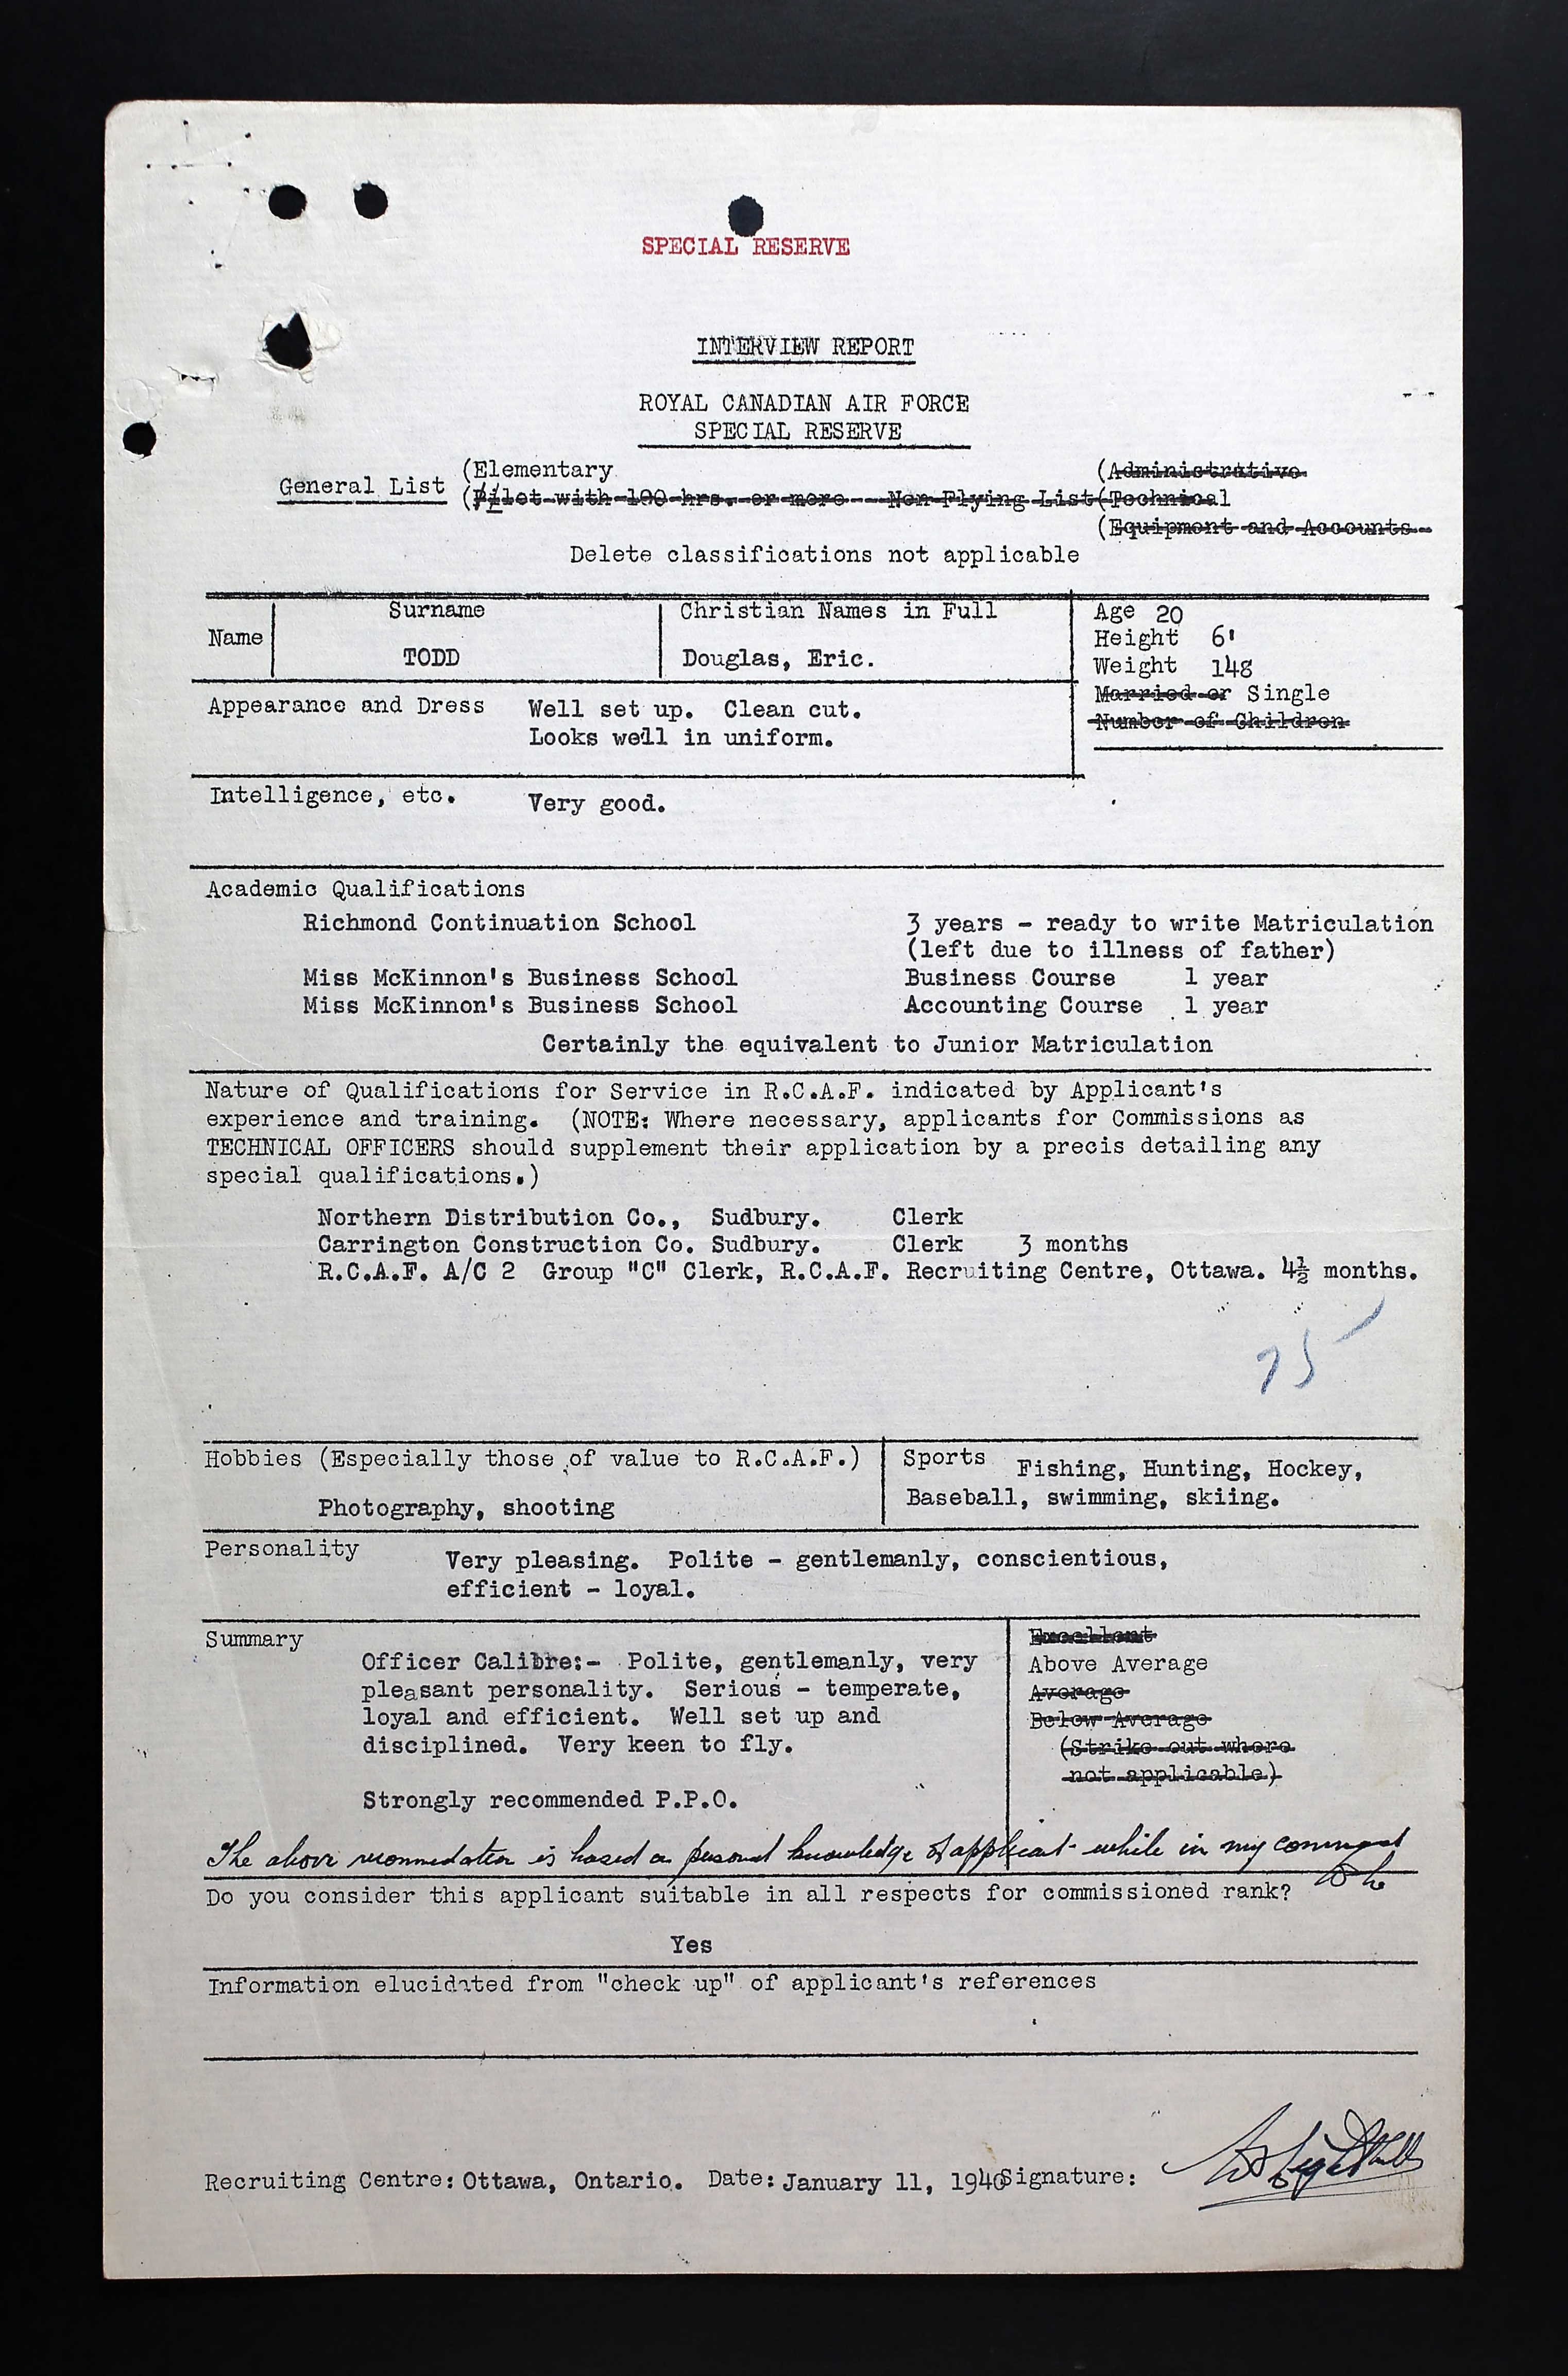 SPECIAL RESERVE
INTERVIEW REPORT
ROYAL CANADIAN AIR FORCE
SPECIAL RESERVE
General List (Elementary (Administrative
(Pilot with 100 hrs. or more -- Non Flying List (Technical
(Equipment and Accounts
Delete classifications not applicable
Name Surname Christian Names in Full Age 20
TODD Douglas, Eric. Height 6'
Weight 148
Married or Single
Number of Children
Appearance and Dress Well set up. Clean cut.
Looks well in uniform.
Intelligence, etc. Very good.
Academic Qualifications
Richmond Continuation School 3 years - ready to write Matriculation
(left due to illness of father)
Miss McKinnon's Business School Business Course 1 year
Miss McKinnon's Business School Accounting Course 1 year
Certainly the equivalent to Junior Matriculation
Nature of Qualifications for Service in R.C.A.F. indicated by Applicant's
experience and training. (NOTE: Where necessary, applicants for Commissions as
TECHNICAL OFFICERS should supplement their application by a precis detailing any
special qualifications.)
Northern Distribution Co., Sudbury. Clerk
Carrington Construction Co. Sudbury. Clerk 3 months
R.C.A.F. A/C 2 Group "C" Clerk, R.C.A.F. Recruiting Centre, Ottawa. 4½ months.
75
Hobbies (Especially those of value to R.C.A.F.) Sports Fishing, Hunting, Hockey,
Photography, shooting Baseball, swimming, skiing.
Personality Very pleasing. Polite - gentlemanly, conscientious,
efficient - loyal.
Summary Excellent
Officer Calibre:- Polite, gentlemanly, very Above Average
pleasant personality. Serious - temperate, Average
loyal and efficient. Well set up and Below Average
disciplined. Very keen to fly. (Strike out where
not applicable)
Strongly recommended P.P.O.
The above recommendation is based on personal knowledge of applicant while in my command
Do you consider this applicant suitable in all respects for commissioned rank?
Yes
Information elucidated from "check up" of applicant's references
Recruiting Centre: Ottawa, Ontario. Date: January 11, 1940 Signature: